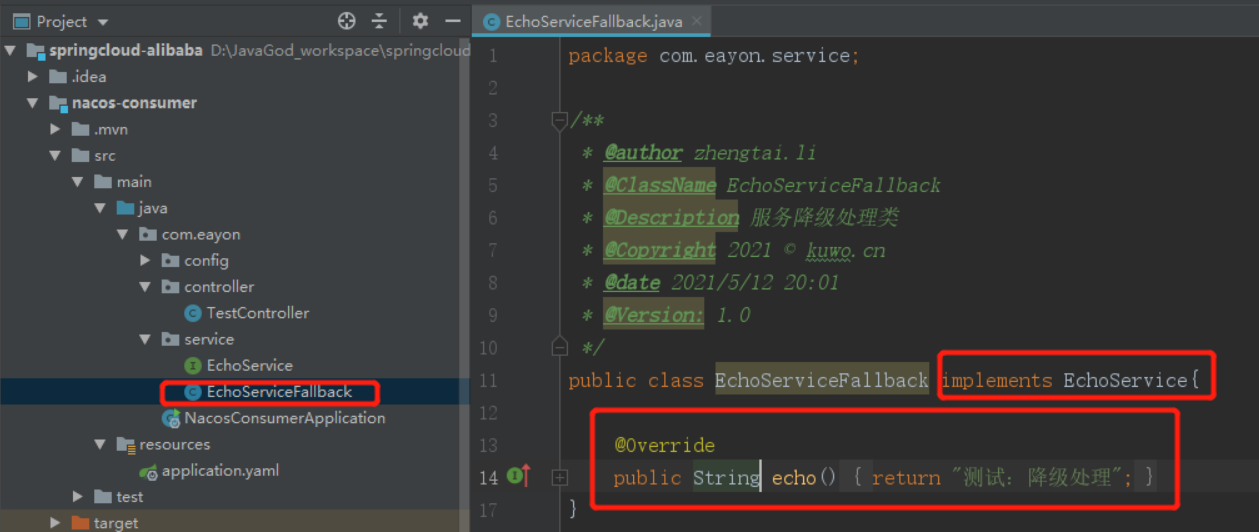 Project
springcloud-alibaba D:\JavaGod_workspace\springcloud
.idea
nacos-consumer
.mvn
src
main
java
com.eayon
config
controller
TestController
service
EchoService
EchoServiceFallback
NacosConsumerApplication
resources
application.yaml
test
target
EchoServiceFallback.java
1 package com.eayon.service;
2
3 /**
4 * @author zhengtai.li
5 * @ClassName EchoServiceFallback
6 * @Description 服务降级处理类
7 * @Copyright 2021 © kuwo.cn
8 * @date 2021/5/12 20:01
9 * @Version: 1.0
10 */
11 public class EchoServiceFallback implements EchoService{
12
13 @Override
14 public String echo() { return "测试：降级处理"; }
17 }